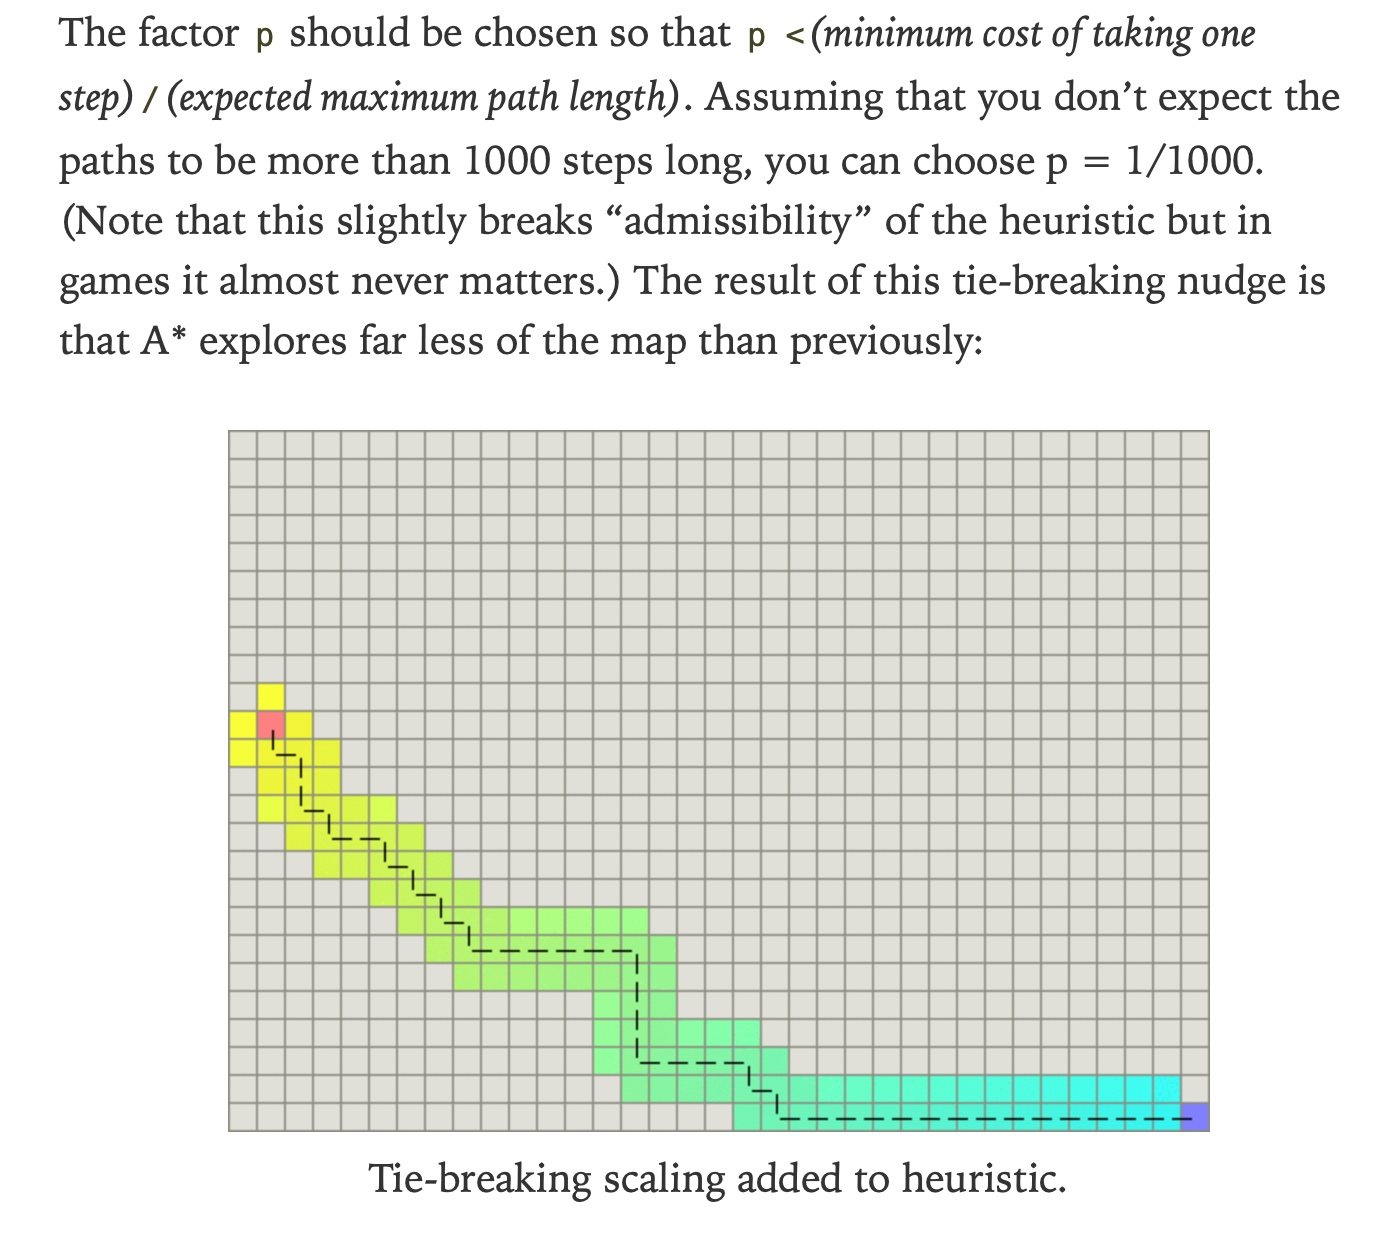 The factor p should be chosen so that p <(minimum cost of taking one
step) / (expected maximum path length). Assuming that you don’t expect the
paths to be more than 1000 steps long, you can choose p = 1/1000.
(Note that this slightly breaks “admissibility” of the heuristic but in
games it almost never matters.) The result of this tie-breaking nudge is
that A* explores far less of the map than previously:
Tie-breaking scaling added to heuristic.